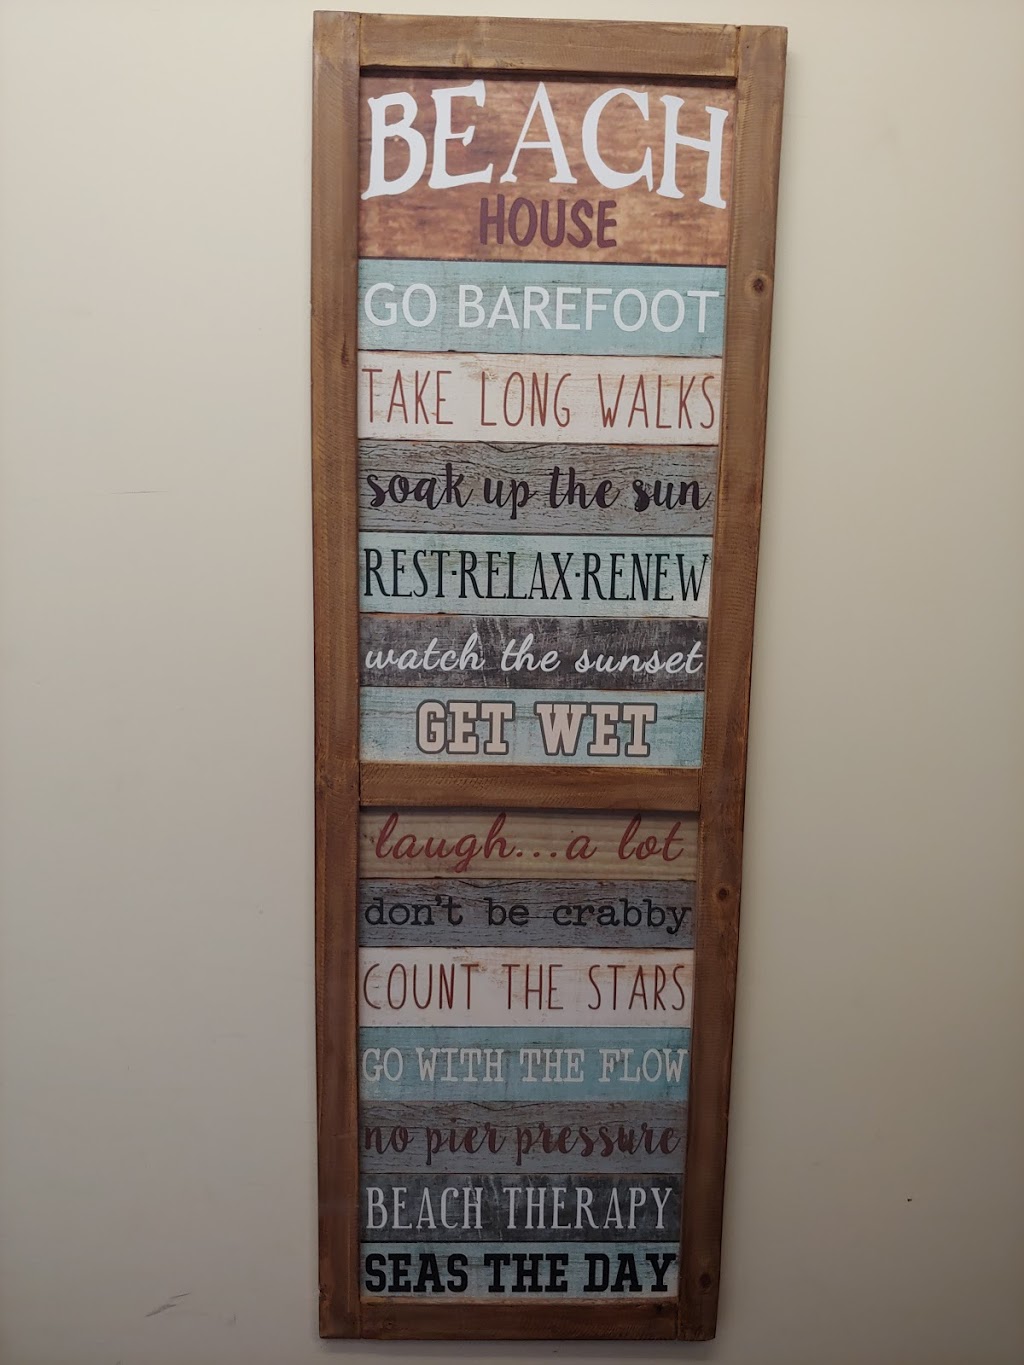 BEACH
HOUSE
GO BAREFOOT
TAKE LONG WALKS
soak up the sun
REST·RELAX·RENEW
watch the sunset
GET WET
laugh...a lot
don't be crabby
COUNT THE STARS
GO WITH THE FLOW
no pier pressure
BEACH THERAPY
SEAS THE DAY